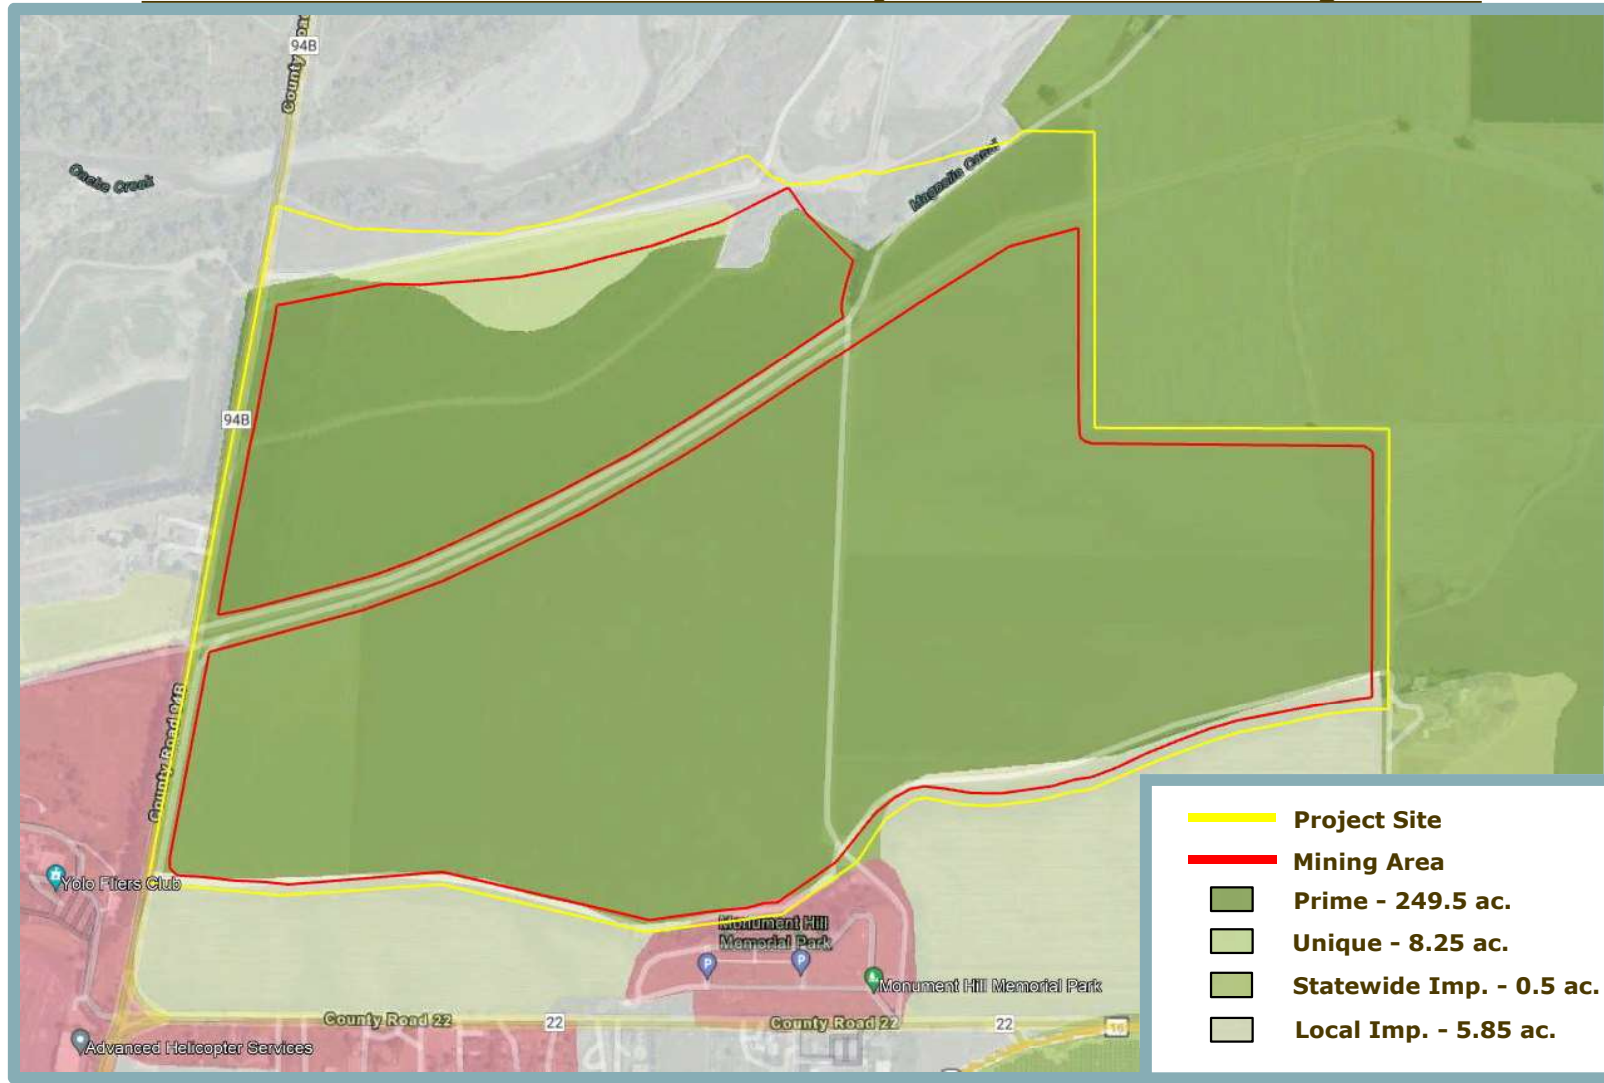 94B
County Roa
Cache Creek
Magnolia Canal
94B
County Road 94B
Yolo Fliers Club
Monument Hill
Memorial Park
P
P
Monument Hill Memorial Park
County Road 22
22
County Road 22
22
16
Advanced Helicopter Services
Project Site
Mining Area
Prime - 249.5 ac.
Unique - 8.25 ac.
Statewide Imp. - 0.5 ac.
Local Imp. - 5.85 ac.